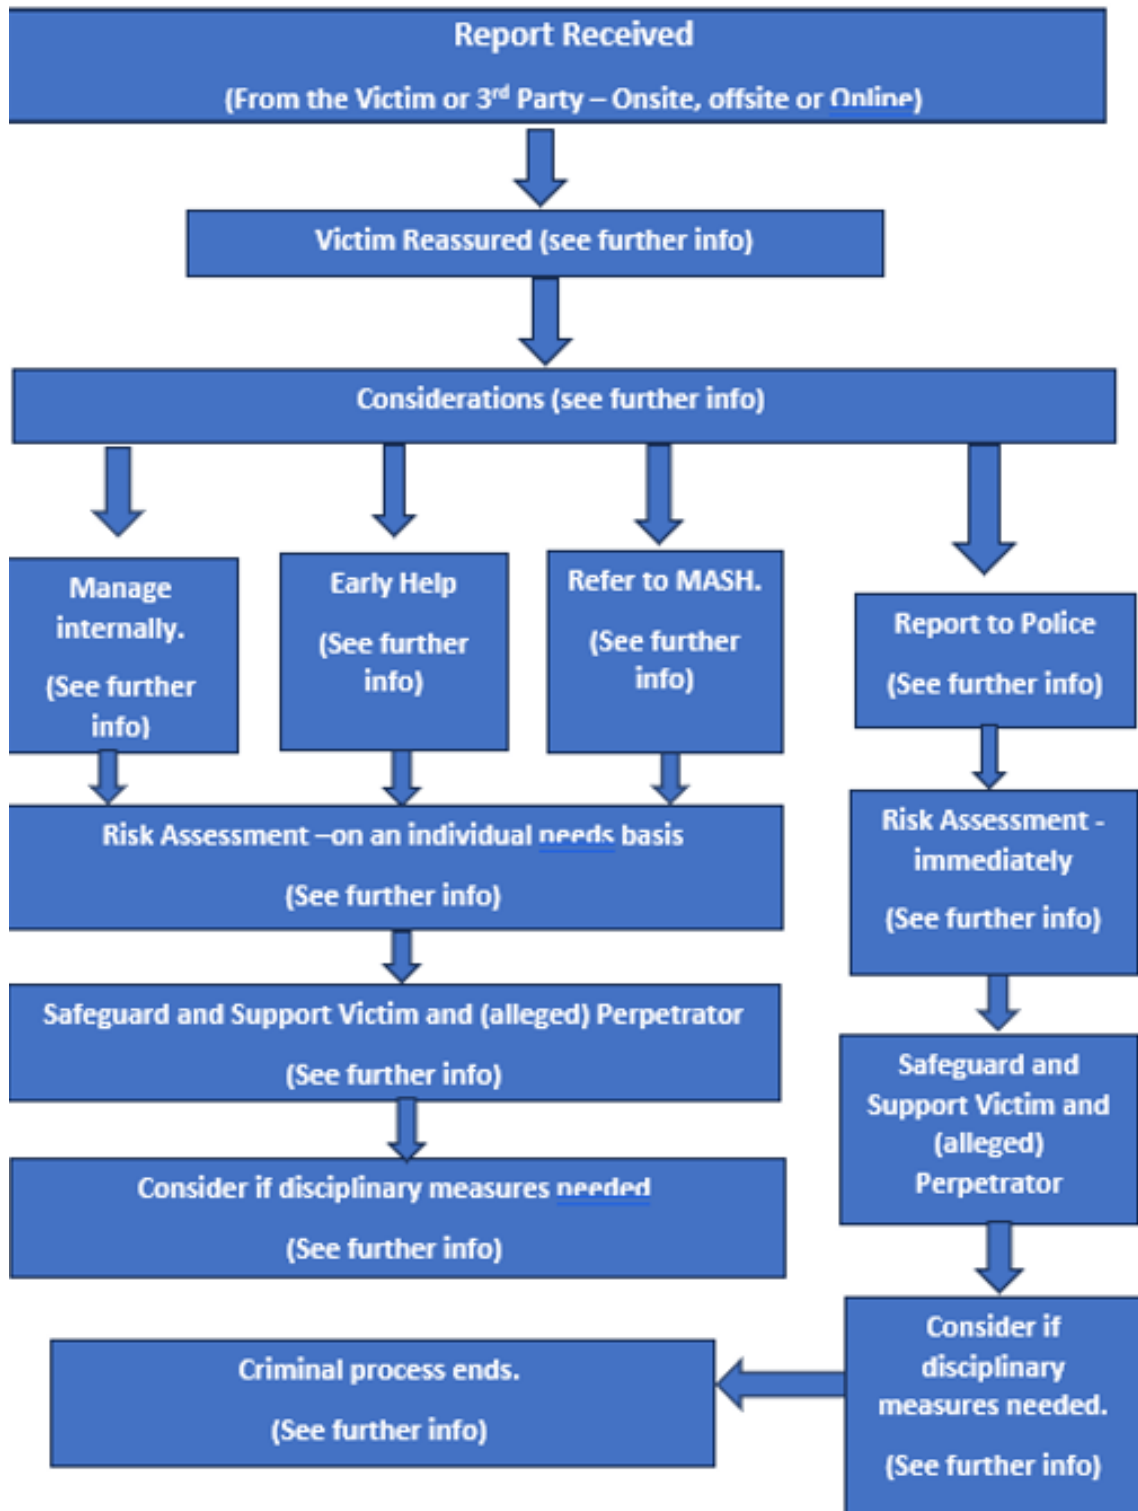 Report Received
(From the Victim or 3rd Party – Onsite, offsite or Online)
Victim Reassured (see further info)
Considerations (see further info)
Manage
internally.
(See further
info)
Early Help
(See further
info)
Refer to MASH.
(See further
info)
Report to Police
(See further info)
Risk Assessment –on an individual needs basis
(See further info)
Risk Assessment -
immediately
(See further info)
Safeguard and Support Victim and (alleged) Perpetrator
(See further info)
Safeguard and
Support Victim and
(alleged)
Perpetrator
Consider if disciplinary measures needed
(See further info)
Consider if
disciplinary
measures needed.
(See further info)
Criminal process ends.
(See further info)